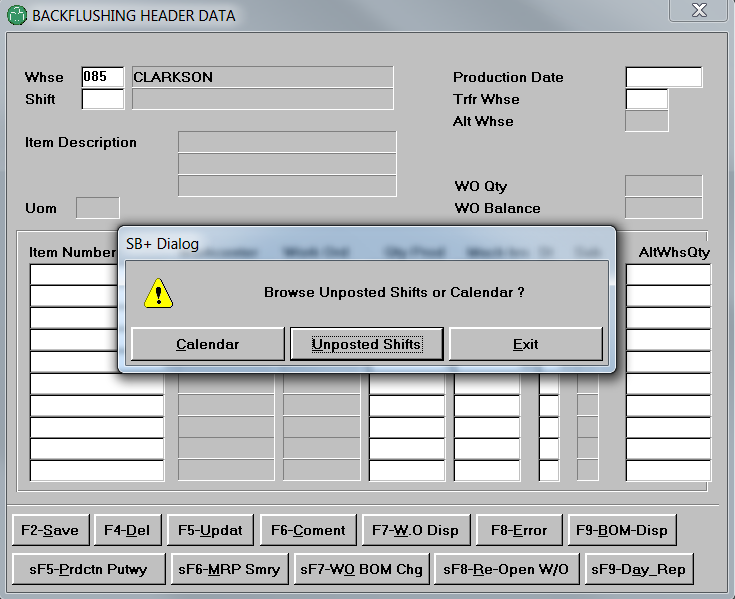 BACKFLUSHING HEADER DATA
Whse 085 CLARKSON Production Date
Shift Trfr Whse
Alt Whse
Item Description
WO Qty
Uom WO Balance
SB+ Dialog
Item Number AltWhsQty
Browse Unposted Shifts or Calendar ?
Calendar Unposted Shifts Exit
F2-Save F4-Del F5-Updat F6-Coment F7-W.O Disp F8-Error F9-BOM-Disp
sF5-Prdctn Putwy sF6-MRP Smry sF7-WO BOM Chg sF8-Re-Open W/O sF9-Day_Rep